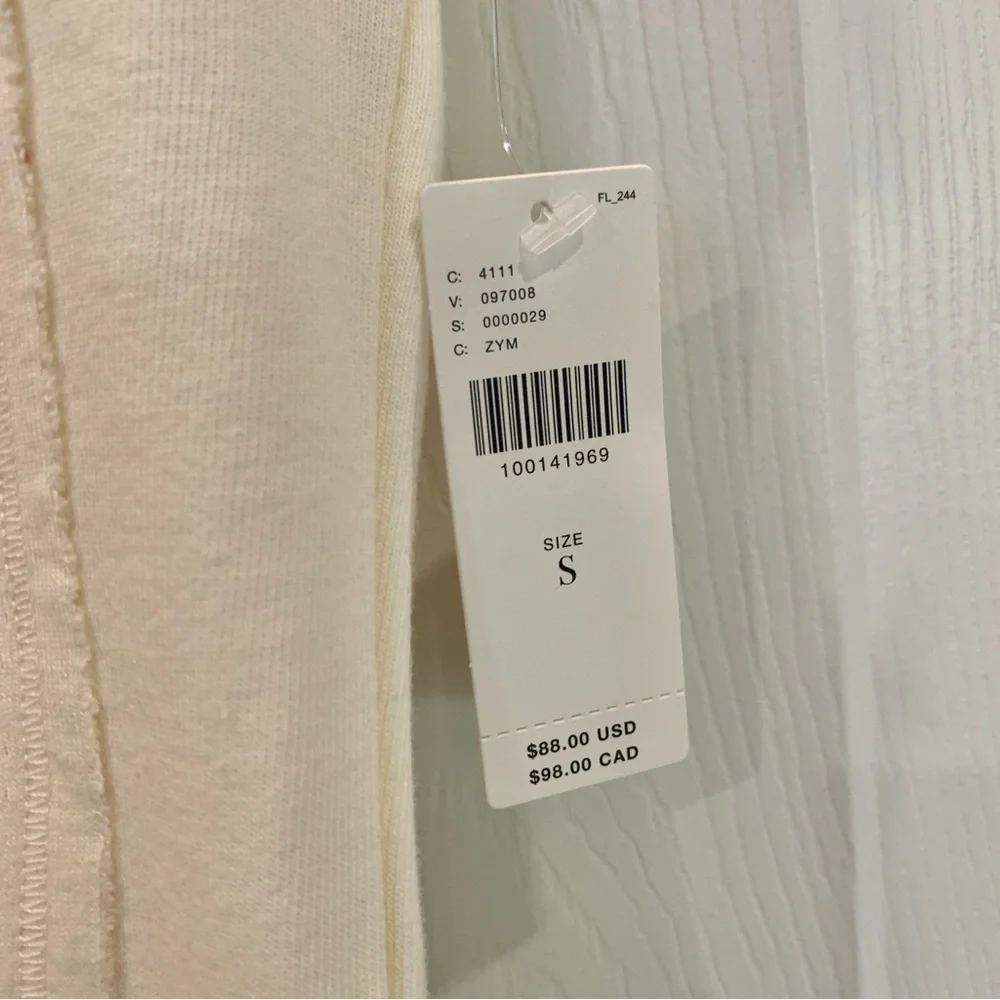 FL_244
C: 4111
V: 097008
S: 0000029
C: ZYM
100141969
SIZE
S
$88.00 USD
$98.00 CAD